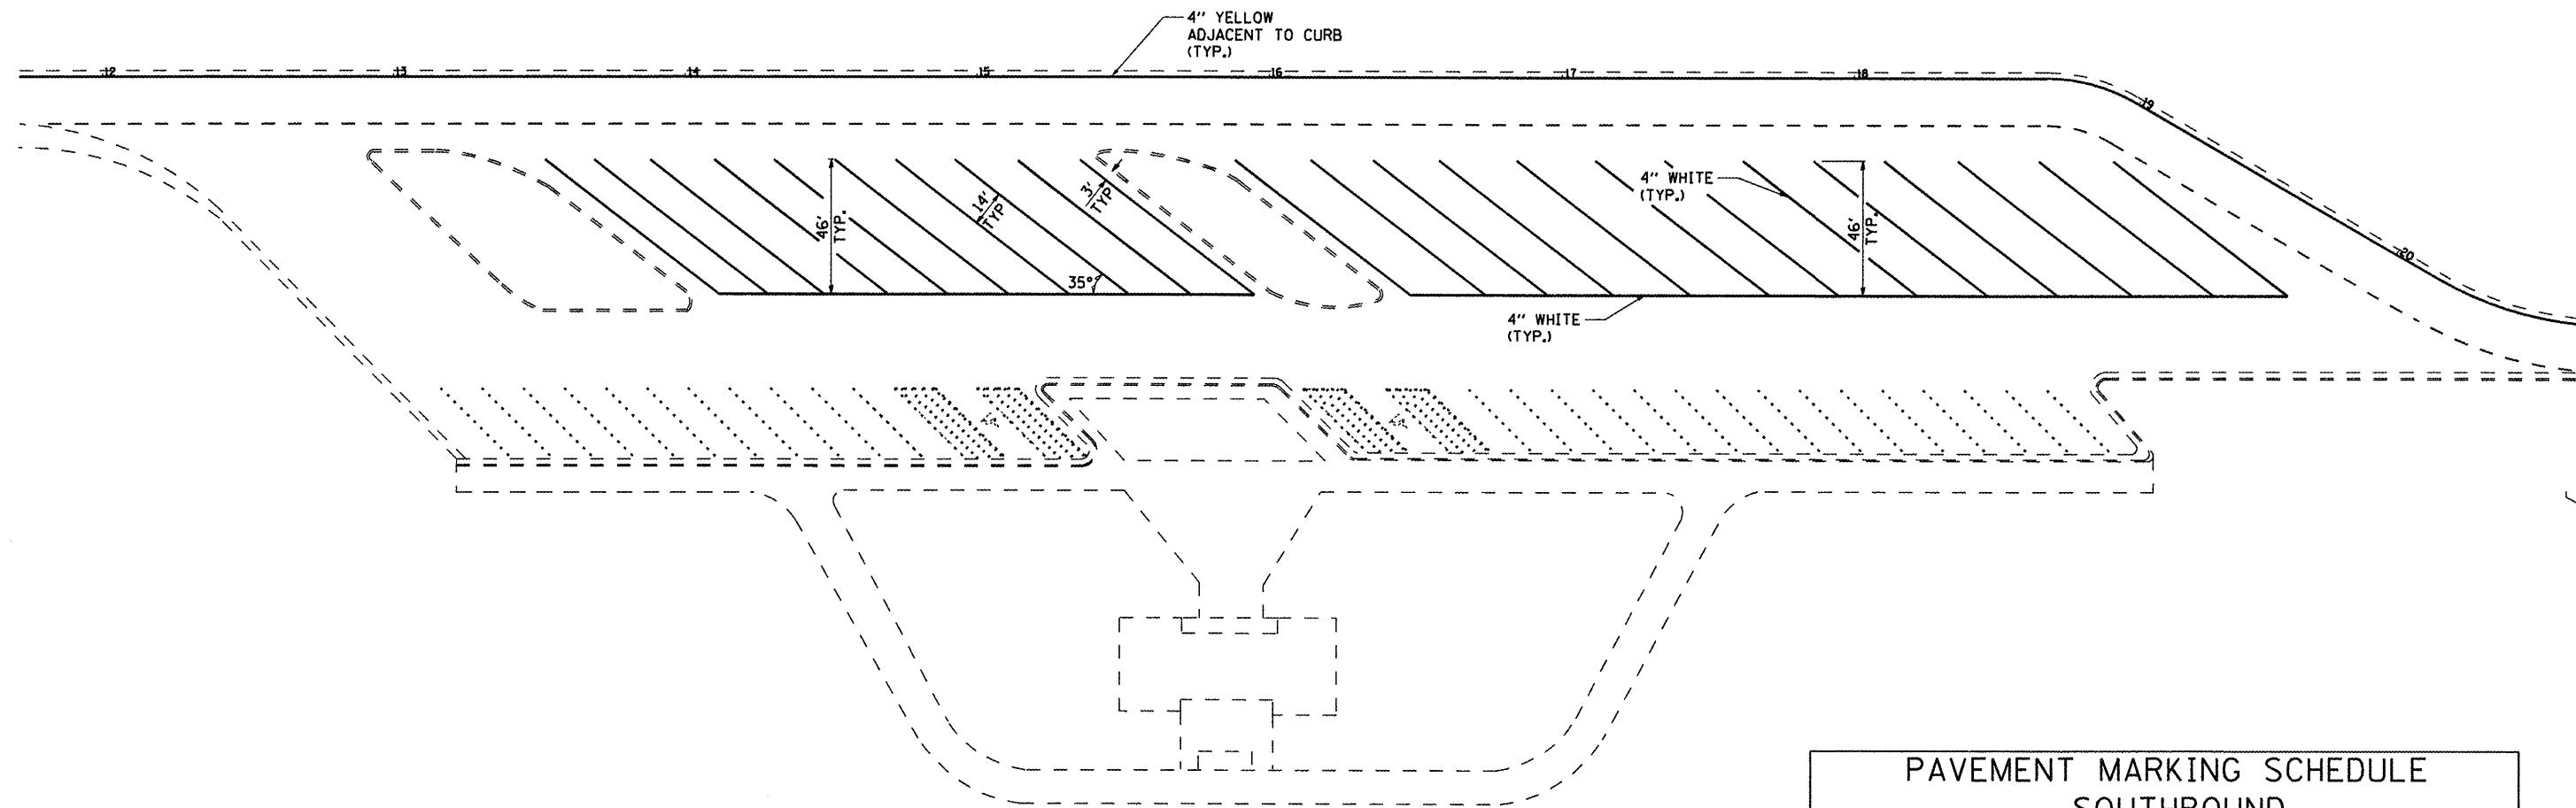 4" YELLOW
ADJACENT TO CURB
(TYP.)
12
13
14
15
16
17
18
19
20
46'
TYP.
14'
TYP
3'
TYP
35°
4" WHITE
(TYP.)
46'
TYP.
4" WHITE
(TYP.)
PAVEMENT MARKING SCHEDULE
SOUTHBOUND